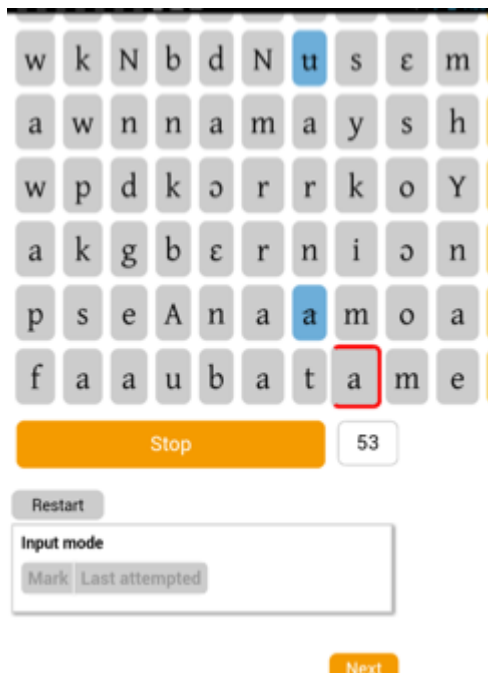 w k N b d N u s ɛ m
a w n n a m a y s h
w p d k ɔ r r k o Y
a k g b ɛ r n i ɔ n
p s e A n a a m o a
f a a u b a t a m e
Stop 53
Restart
Input mode
Mark Last attempted
Next